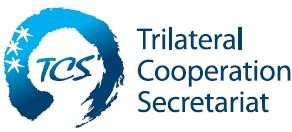 TCS
Trilateral
Cooperation
Secretariat